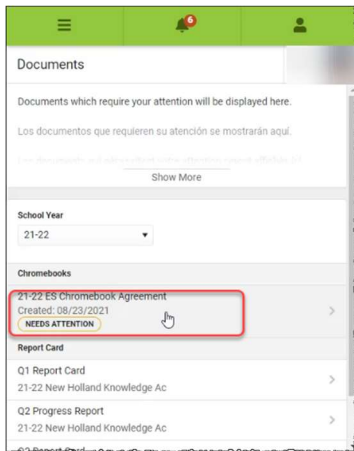 6
Documents
Documents which require your attention will be displayed here.
Los documentos que requieren su atención se mostrarán aquí.
Show More
School Year
21-22
Chromebooks
21-22 ES Chromebook Agreement
Created: 08/23/2021
NEEDS ATTENTION
Report Card
Q1 Report Card
21-22 New Holland Knowledge Ac
Q2 Progress Report
21-22 New Holland Knowledge Ac